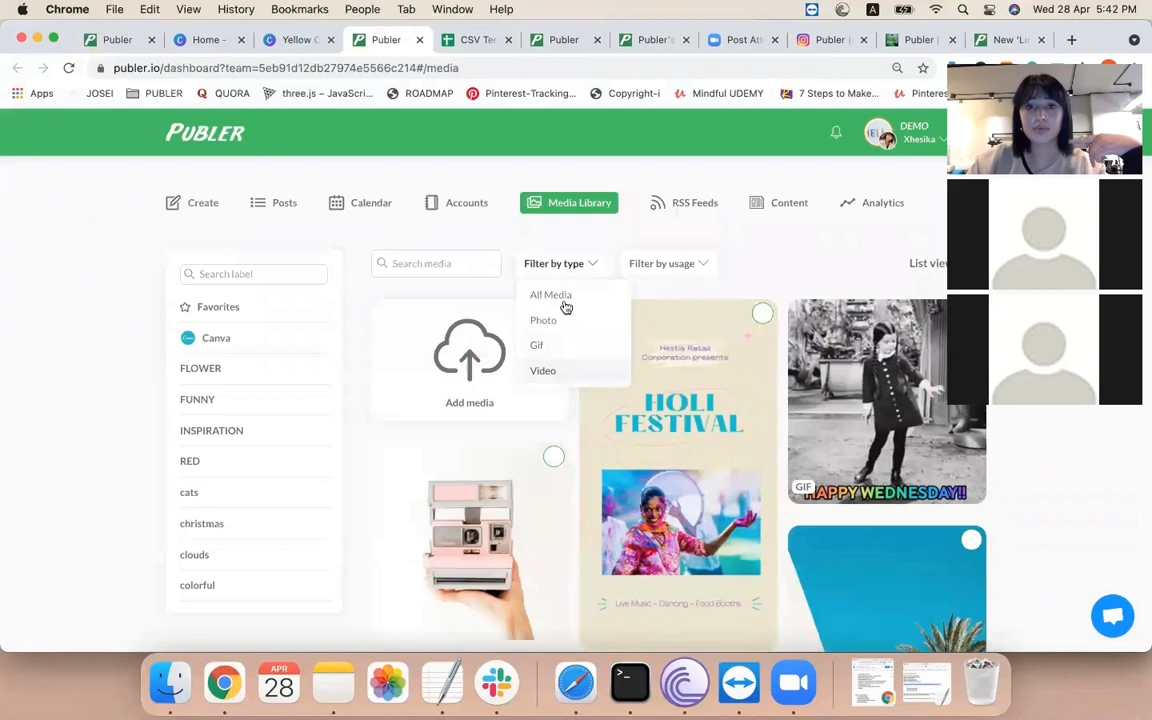 Chrome File Edit View History Bookmarks People Tab Window Help A Wed 28 Apr 5:42 PM
Publer Home - Yellow C Publer CSV Te Publer Publer's Post Att Publer ( Publer | New 'Lin
publer.io/dashboard?team=5eb91d12db27974e5566c214#/media
Apps JOSEI PUBLER QUORA three.js – JavaScri... ROADMAP Pinterest-Tracking... Copyright-i Mindful UDEMY 7 Steps to Make... Pinteres
PUBLER
DEMO
Xhesika
Create Posts Calendar Accounts Media Library RSS Feeds Content Analytics
Search label
Search media
Filter by type
Filter by usage
List view
Favorites
Canva
FLOWER
FUNNY
INSPIRATION
RED
cats
christmas
clouds
colorful
All Media
Photo
Gif
Video
Add media
Hestia Retail
Corporation presents
HOLI
FESTIVAL
Live Music - Dancing - Food Booths
GIF
HAPPY WEDNESDAY!!
APR
28